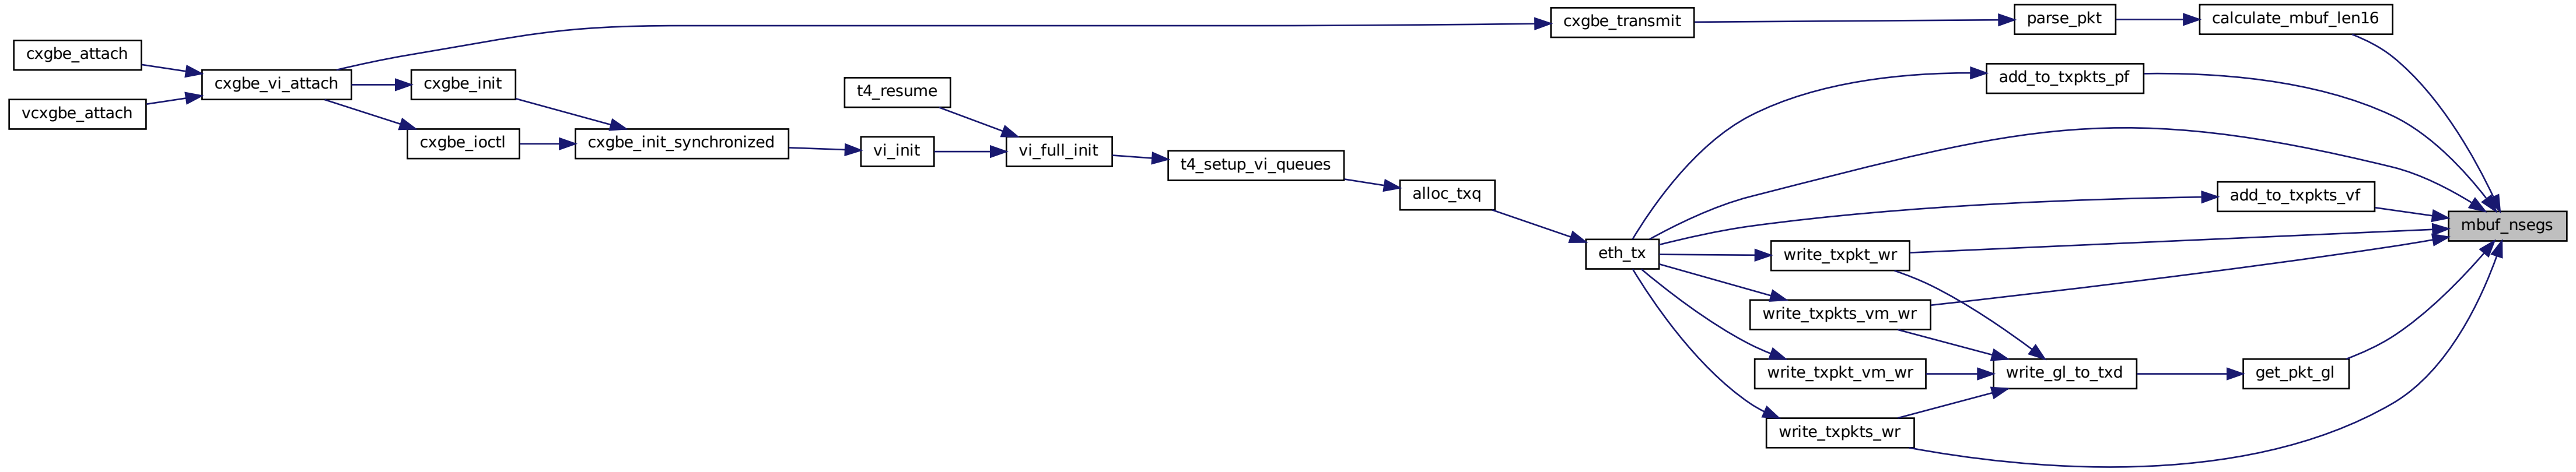 cxgbe_attach
vcxgbe_attach
cxgbe_vi_attach
cxgbe_init
cxgbe_ioctl
cxgbe_init_synchronized
t4_resume
vi_init
vi_full_init
t4_setup_vi_queues
alloc_txq
cxgbe_transmit
eth_tx
parse_pkt
calculate_mbuf_len16
add_to_txpkts_pf
add_to_txpkts_vf
mbuf_nsegs
write_txpkt_wr
write_txpkts_vm_wr
write_txpkt_vm_wr
write_gl_to_txd
get_pkt_gl
write_txpkts_wr